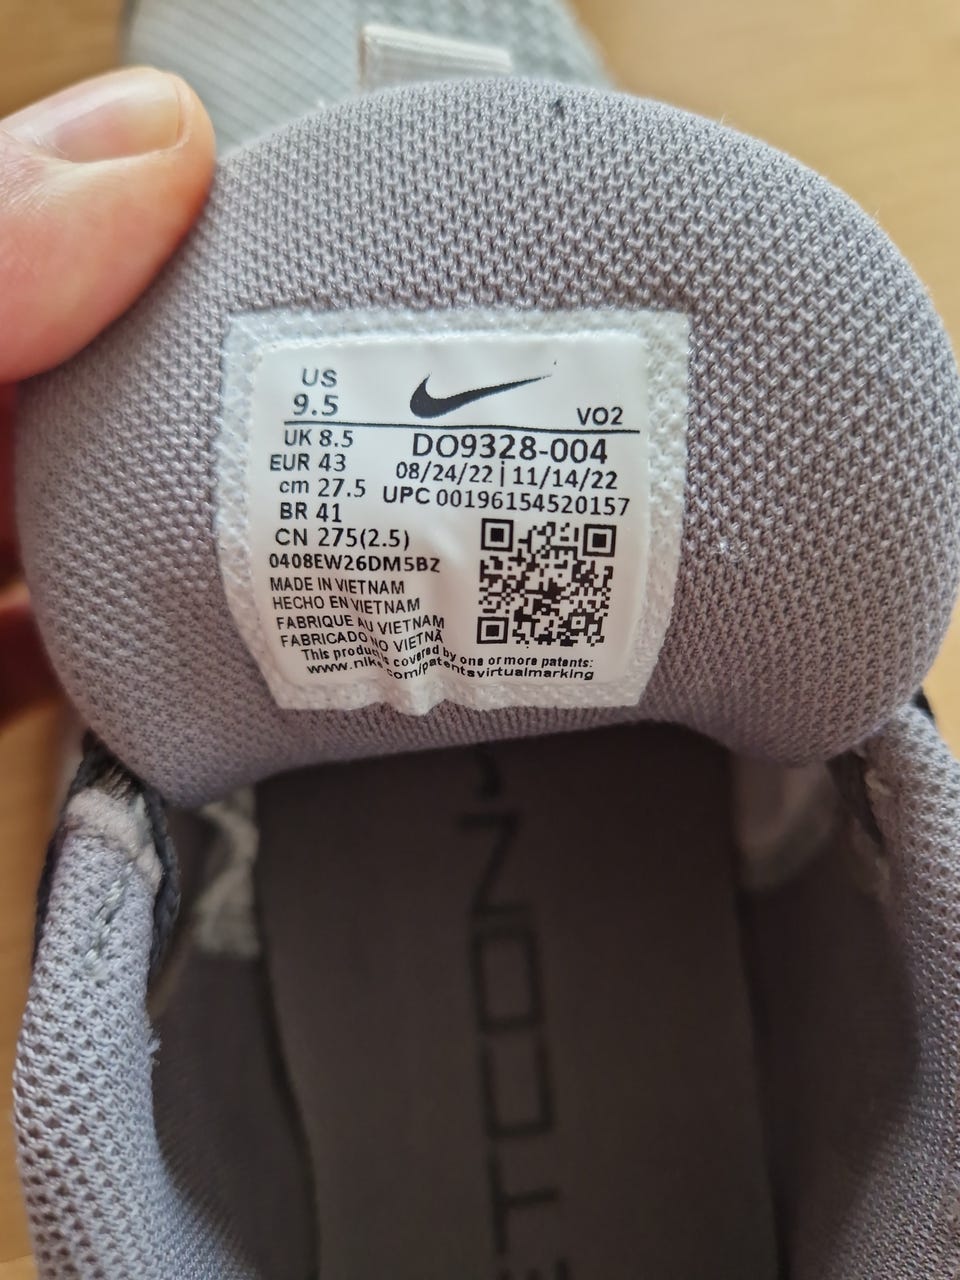 US
9.5
VO2
UK 8.5
DO9328-004
EUR 43
08/24/22 | 11/14/22
cm 27.5
UPC 00196154520157
BR 41
CN 275(2.5)
0408EW26DM5BZ
MADE IN VIETNAM
HECHO EN VIETNAM
FABRIQUE AU VIETNAM
FABRICADO NO VIETNÃ
This product is covered by one or more patents:
www.nike.com/patentsvirtualmarking